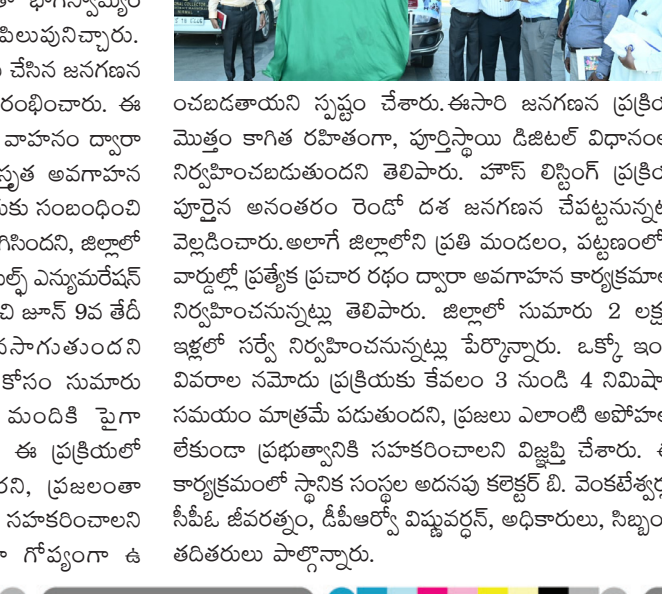 భాగస్వామ్యం
పిలుపునిచ్చారు.
చేసిన జనగణన
రంభించారు. ఈ
వాహనం ద్వారా
స్తృత అవగాహన
సంబంధించి
గిసిందని, జిల్లాలో
ఎన్యుమరేషన్
చి జూన్ 9వ తేదీ
నసాగుతుందని
కోసం సుమారు
మందికి పైగా
ఈ ప్రక్రియలో
రని, ప్రజలంతా
సహకరించాలని
గోప్యంగా ఉ
ంచబడతాయని స్పష్టం చేశారు.ఈసారి జనగణన ప్రక్రియ
మొత్తం కాగిత రహితంగా, పూర్తిస్థాయి డిజిటల్ విధానంల
నిర్వహించబడుతుందని తెలిపారు. హౌస్ లిస్టింగ్ ప్రక్రియ
పూర్తైన అనంతరం రెండో దశ జనగణన చేపట్టనున్నట
వెల్లడించారు.అలాగే జిల్లాలోని ప్రతి మండలం, పట్టణంలో
వార్డుల్లో ప్రత్యేక ప్రచార రథం ద్వారా అవగాహన కార్యక్రమాల
నిర్వహించనున్నట్లు తెలిపారు. జిల్లాలో సుమారు 2 లక్ష
ఇళ్లలో సర్వే నిర్వహించనున్నట్లు పేర్కొన్నారు. ఒక్కో ఇం
వివరాల నమోదు ప్రక్రియకు కేవలం 3 నుండి 4 నిమిషా
సమయం మాత్రమే పడుతుందని, ప్రజలు ఎలాంటి అపోహల
లేకుండా ప్రభుత్వానికి సహకరించాలని విజ్ఞప్తి చేశారు. ఈ
కార్యక్రమంలో స్థానిక సంస్థల అదనపు కలెక్టర్ బి. వెంకటేశ్వర్ల
సీపీఓ జీవరత్నం, డీపీఆర్వో విష్ణువర్ధన్, అధికారులు, సిబ్బం
తదితరులు పాల్గొన్నారు.